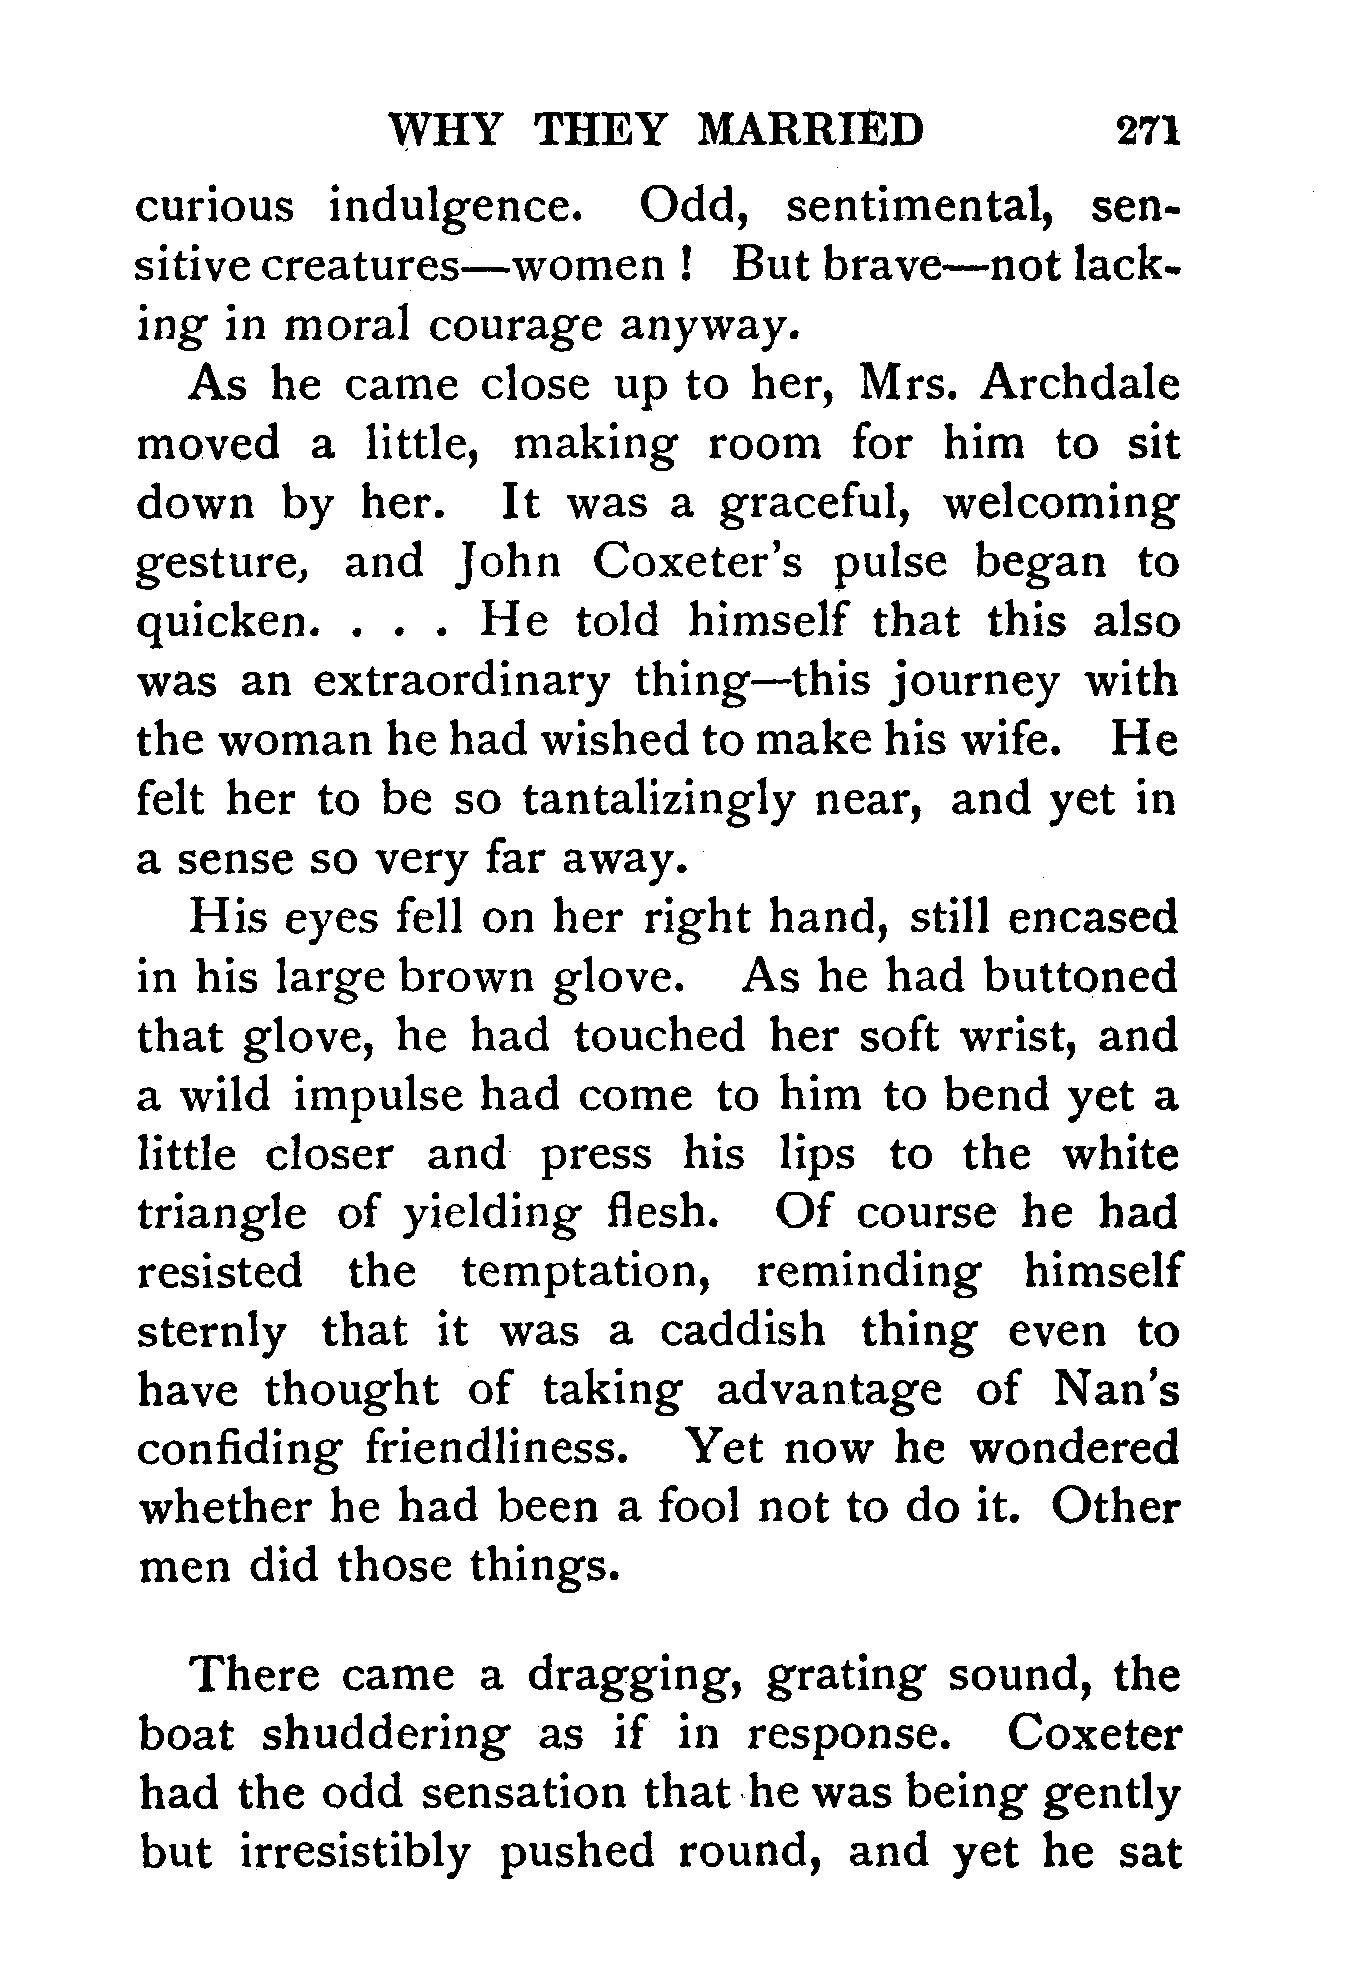 WHY THEY MARRIED 271
curious indulgence. Odd, sentimental, sen-
sitive creatures—women ! But brave—not lack-
ing in moral courage anyway.
As he came close up to her, Mrs. Archdale
moved a little, making room for him to sit
down by her. It was a graceful, welcoming
gesture, and John Coxeter's pulse began to
quicken. . . . He told himself that this also
was an extraordinary thing—this journey with
the woman he had wished to make his wife. He
felt her to be so tantalizingly near, and yet in
a sense so very far away.
His eyes fell on her right hand, still encased
in his large brown glove. As he had buttoned
that glove, he had touched her soft wrist, and
a wild impulse had come to him to bend yet a
little closer and press his lips to the white
triangle of yielding flesh. Of course he had
resisted the temptation, reminding himself
sternly that it was a caddish thing even to
have thought of taking advantage of Nan's
confiding friendliness. Yet now he wondered
whether he had been a fool not to do it. Other
men did those things.
There came a dragging, grating sound, the
boat shuddering as if in response. Coxeter
had the odd sensation that he was being gently
but irresistibly pushed round, and yet he sat